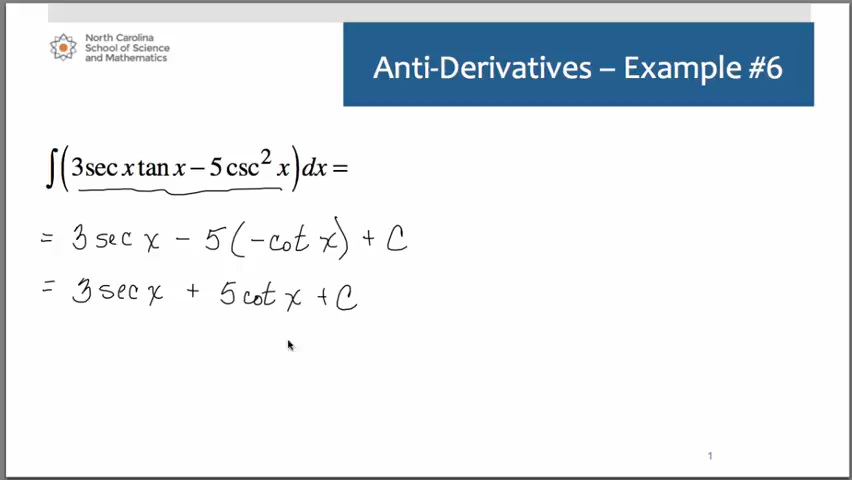 North Carolina
School of Science
and Mathematics
Anti-Derivatives – Example #6
∫(3sec x tan x − 5 csc² x)dx =
= 3 sec x − 5(−cot x) + C
= 3 sec x + 5 cot x + C
1